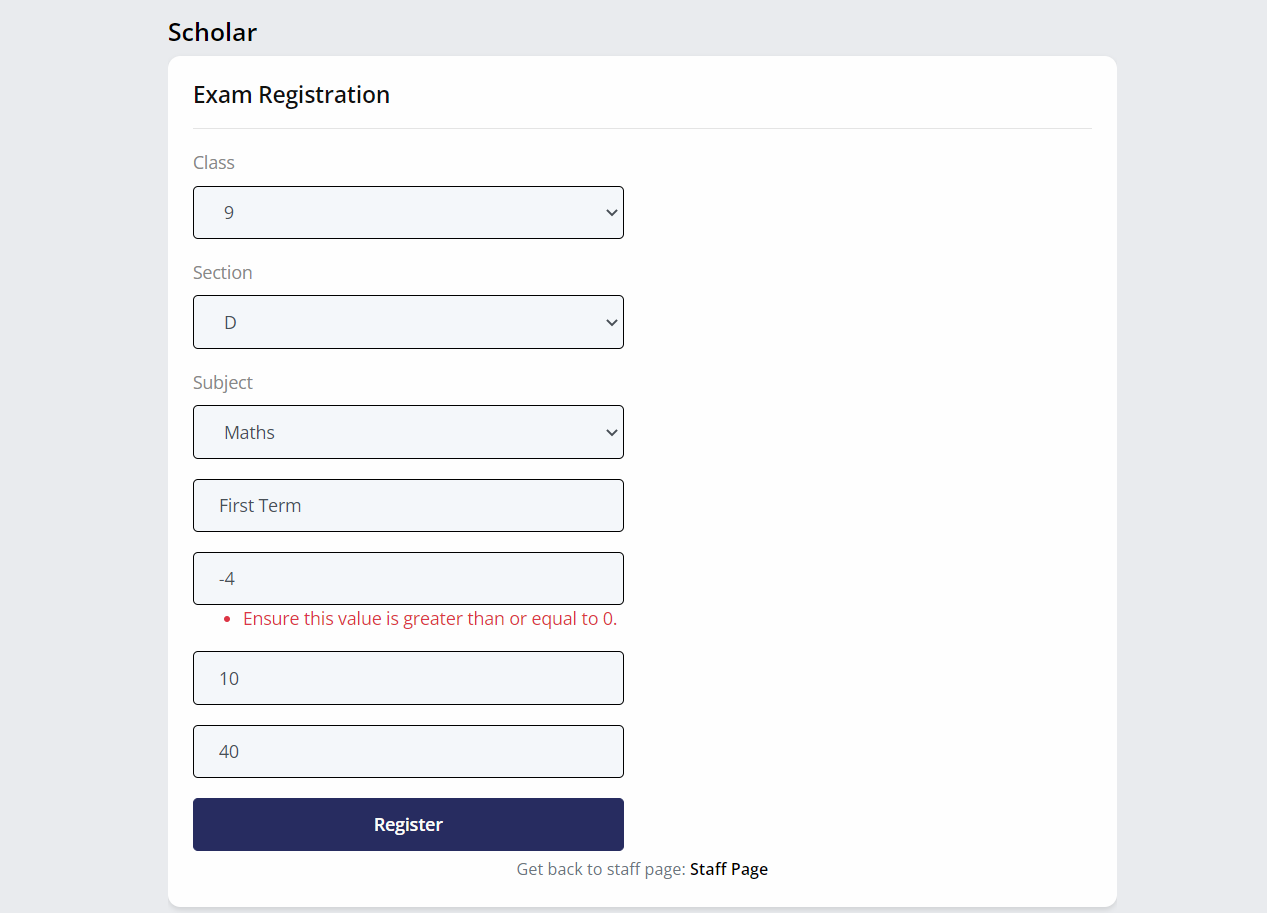 Scholar
Exam Registration
Class
9
Section
D
Subject
Maths
First Term
-4
Ensure this value is greater than or equal to 0.
10
40
Register
Get back to staff page: Staff Page